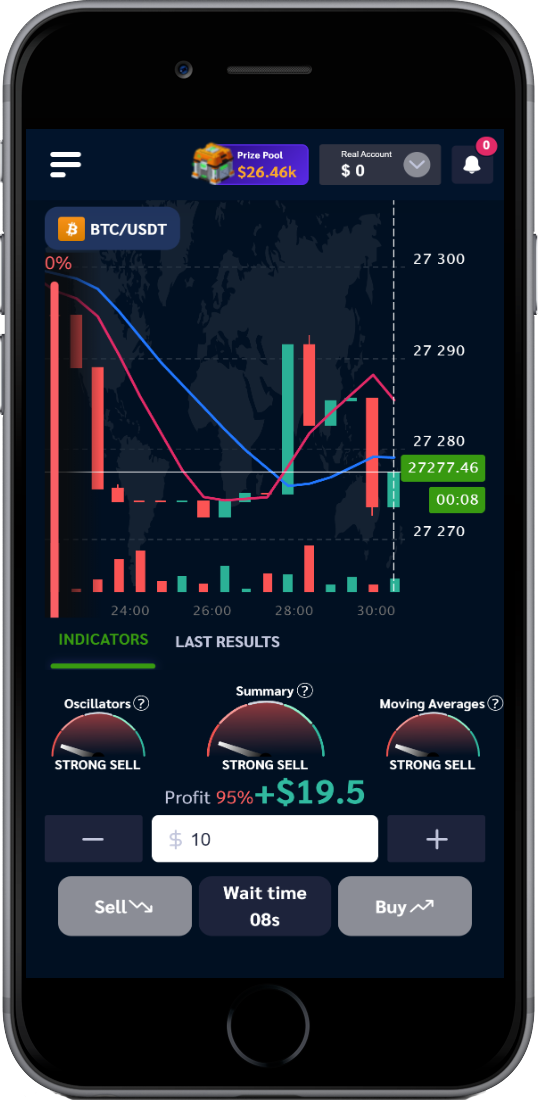 Prize Pool
$26.46k
Real Account
$ 0
0
BTC/USDT
0%
27 300
27 290
27 280
27277.46
00:08
27 270
24:00 26:00 28:00 30:00
INDICATORS LAST RESULTS
Oscillators ? Summary ? Moving Averages ?
STRONG SELL STRONG SELL STRONG SELL
Profit 95% +$19.5
− $ 10 +
Sell Wait time Buy
08s